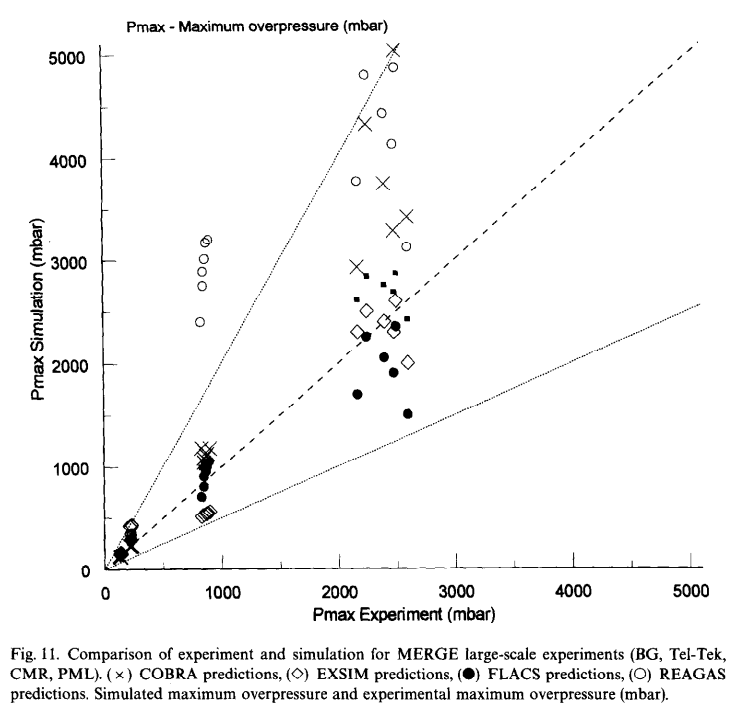 Pmax - Maximum overpressure (mbar)
5000
4000
3000
2000
1000
0
Pmax Simulation (mbar)
0 1000 2000 3000 4000 5000
Pmax Experiment (mbar)
Fig. 11. Comparison of experiment and simulation for MERGE large-scale experiments (BG, Tel-Tek,
CMR, PML). (×) COBRA predictions, (◇) EXSIM predictions, (●) FLACS predictions, (○) REAGAS
predictions. Simulated maximum overpressure and experimental maximum overpressure (mbar).